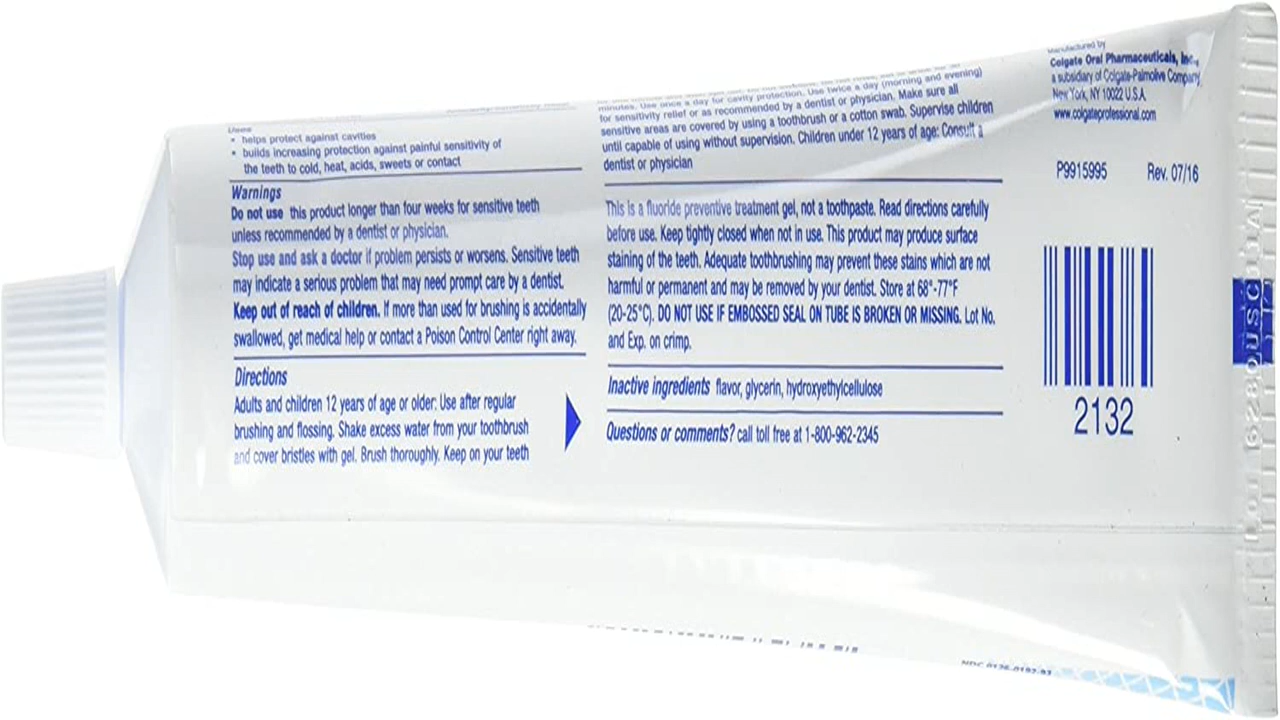 Uses
• helps protect against cavities
• builds increasing protection against painful sensitivity of
the teeth to cold, heat, acids, sweets or contact
Warnings
Do not use this product longer than four weeks for sensitive teeth
unless recommended by a dentist or physician.
Stop use and ask a doctor if problem persists or worsens. Sensitive teeth
may indicate a serious problem that may need prompt care by a dentist.
Keep out of reach of children. If more than used for brushing is accidentally
swallowed, get medical help or contact a Poison Control Center right away.
Directions
Adults and children 12 years of age or older: Use after regular
brushing and flossing. Shake excess water from your toothbrush
and cover bristles with gel. Brush thoroughly. Keep on your teeth
minutes. Use once a day for cavity protection. Use twice a day (morning and evening)
for sensitivity relief or as recommended by a dentist or physician. Make sure all
sensitive areas are covered by using a toothbrush or a cotton swab. Supervise children
until capable of using without supervision. Children under 12 years of age: Consult a
dentist or physician
This is a fluoride preventive treatment gel, not a toothpaste. Read directions carefully
before use. Keep tightly closed when not in use. This product may produce surface
staining of the teeth. Adequate toothbrushing may prevent these stains which are not
harmful or permanent and may be removed by your dentist. Store at 68°-77°F
(20-25°C). DO NOT USE IF EMBOSSED SEAL ON TUBE IS BROKEN OR MISSING. Lot No.
and Exp. on crimp.
Inactive ingredients flavor, glycerin, hydroxyethylcellulose
Questions or comments? call toll free at 1-800-962-2345
Manufactured by
Colgate Oral Pharmaceuticals, Inc.,
a subsidiary of Colgate-Palmolive Company
New York, NY 10022 U.S.A.
www.colgateprofessional.com
P9915995 Rev. 07/16
2132